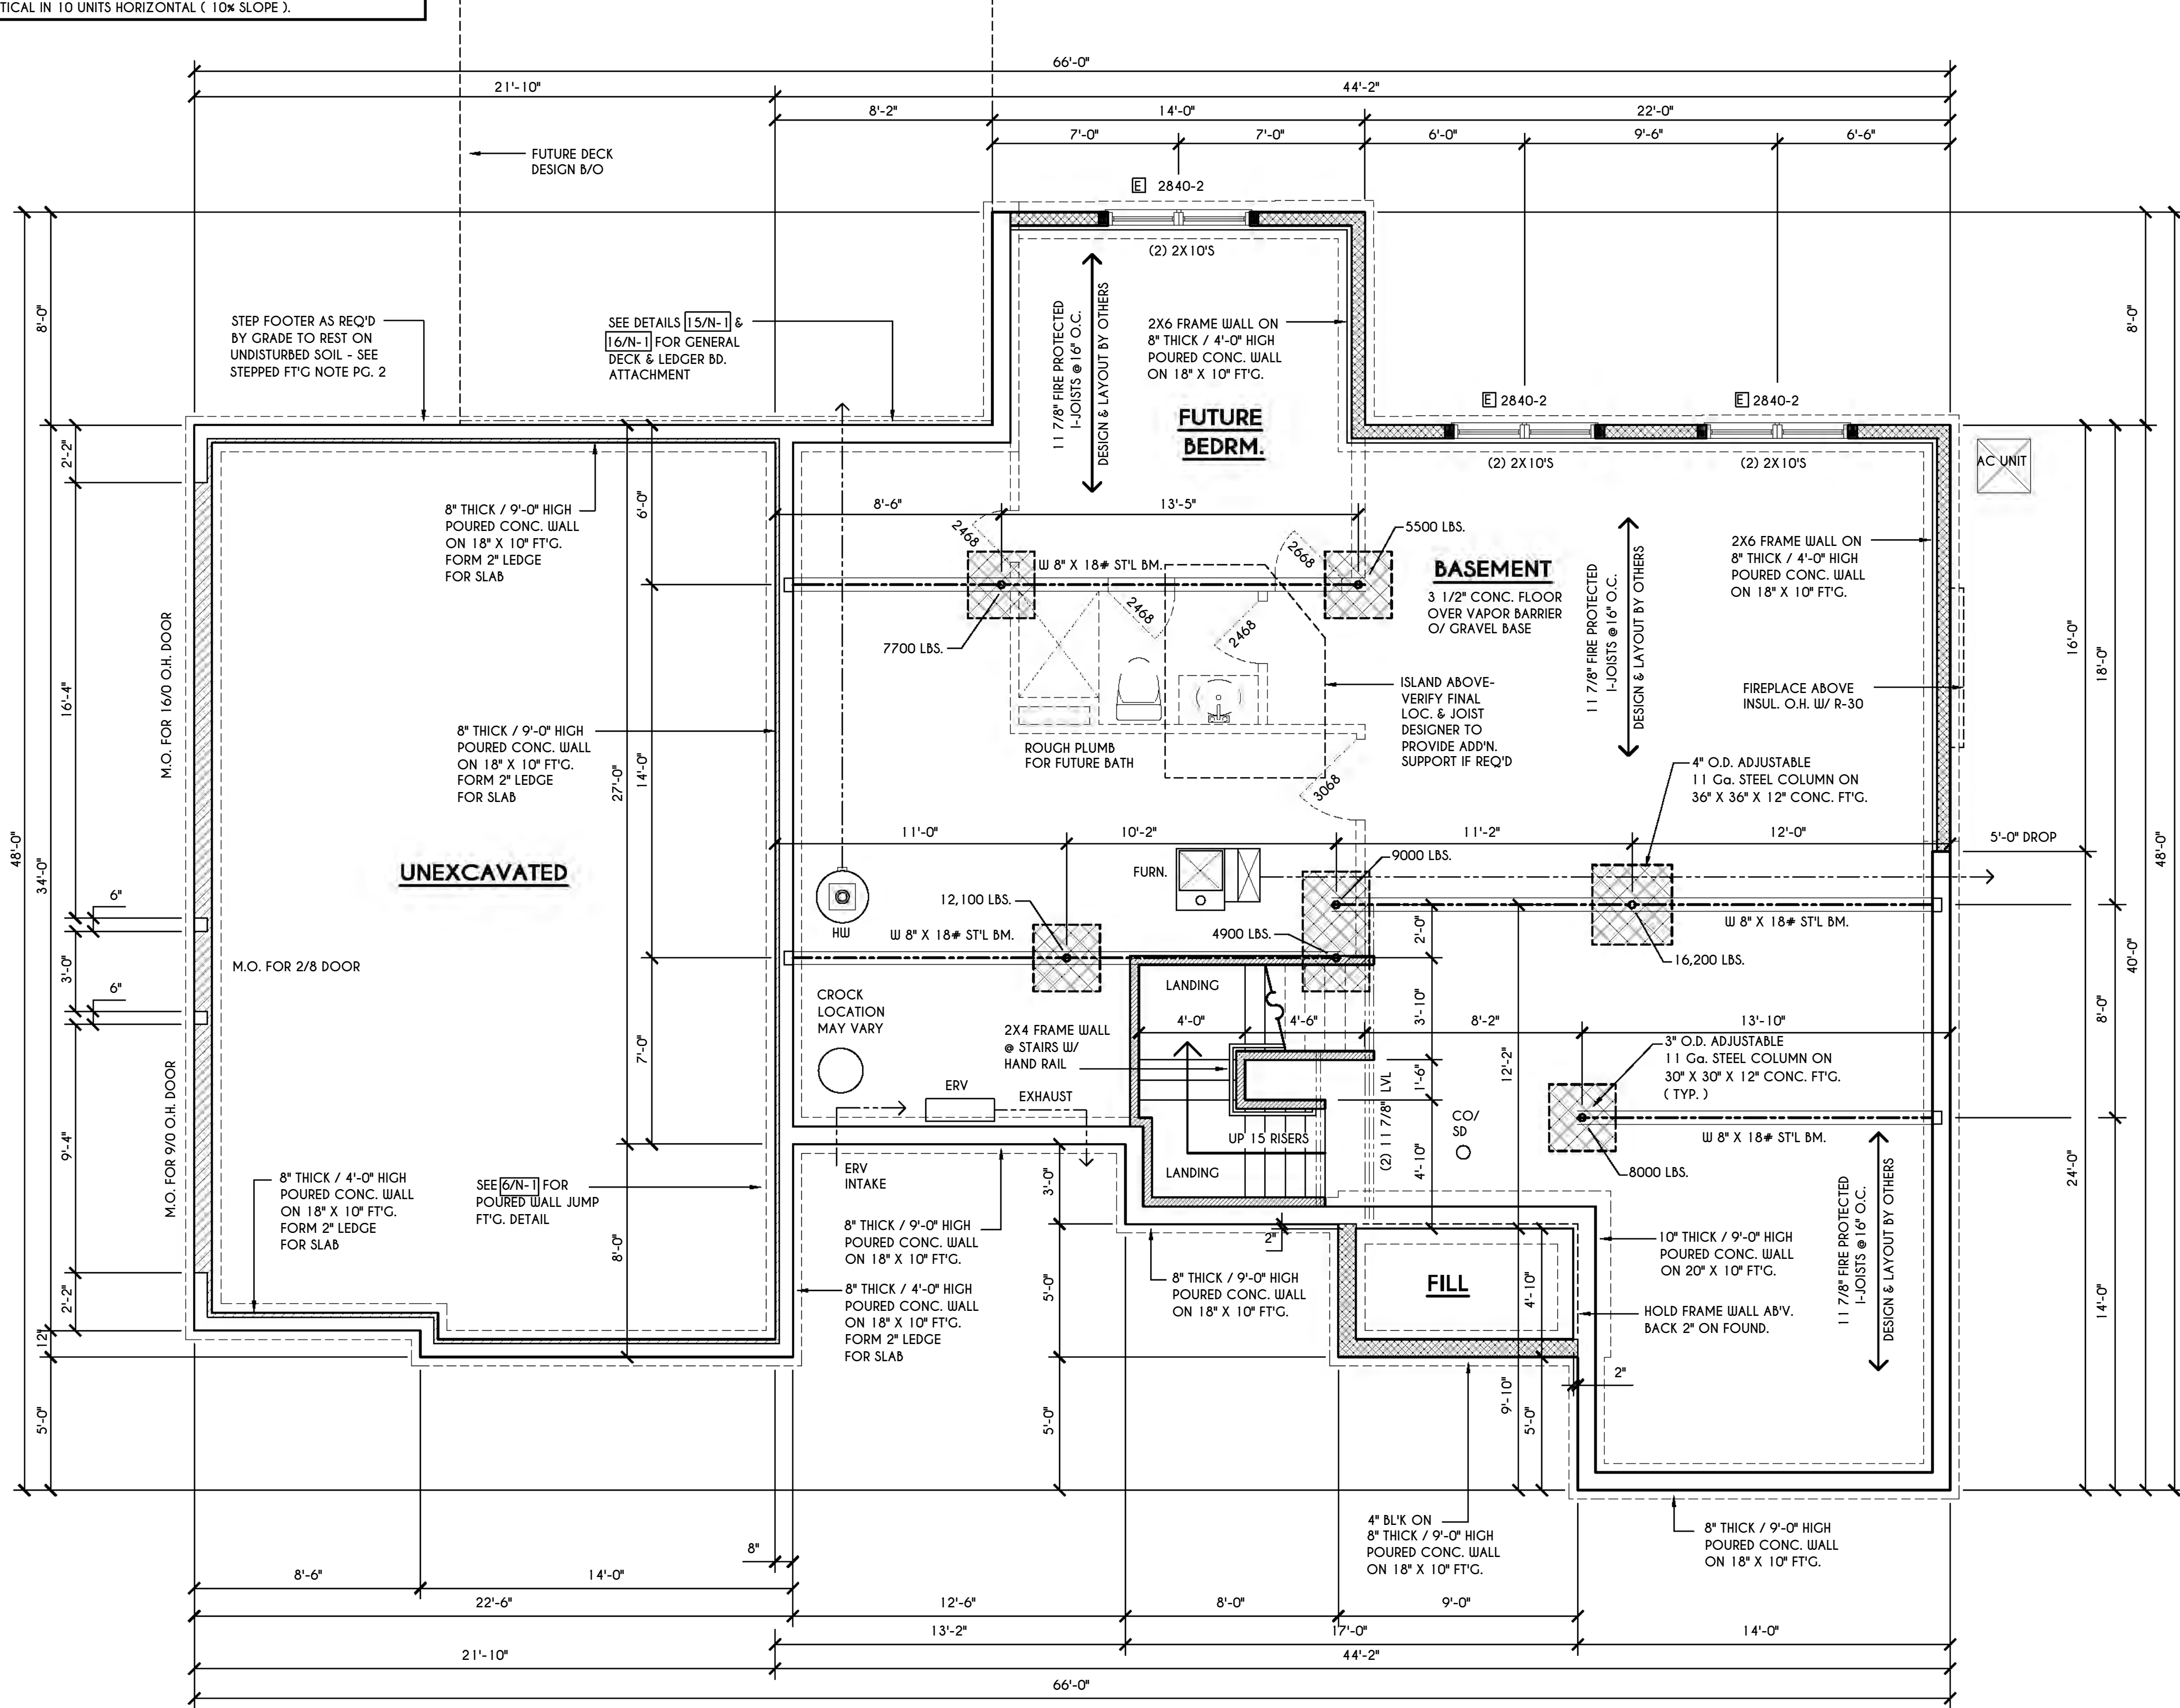 TICAL IN 10 UNITS HORIZONTAL ( 10% SLOPE ).
66'-0"
21'-10"
44'-2"
8'-2"
14'-0"
22'-0"
7'-0"
7'-0"
6'-0"
9'-6"
6'-6"
FUTURE DECK
DESIGN B/O
E 2840-2
(2) 2X10'S
8'-0"
8'-0"
STEP FOOTER AS REQ'D
BY GRADE TO REST ON
UNDISTURBED SOIL - SEE
STEPPED FT'G NOTE PG. 2
SEE DETAILS 15/N-1 &
16/N-1 FOR GENERAL
DECK & LEDGER BD.
ATTACHMENT
11 7/8" FIRE PROTECTED
I-JOISTS @16" O.C.
DESIGN & LAYOUT BY OTHERS
2X6 FRAME WALL ON
8" THICK / 4'-0" HIGH
POURED CONC. WALL
ON 18" X 10" FT'G.
FUTURE
BEDRM.
E 2840-2
E 2840-2
(2) 2X10'S
(2) 2X10'S
AC UNIT
2'-2"
8" THICK / 9'-0" HIGH
POURED CONC. WALL
ON 18" X 10" FT'G.
FORM 2" LEDGE
FOR SLAB
6'-0"
8'-6"
13'-5"
2468
2668
5500 LBS.
W 8" X 18# ST'L BM.
BASEMENT
3 1/2" CONC. FLOOR
OVER VAPOR BARRIER
O/ GRAVEL BASE
11 7/8" FIRE PROTECTED
I-JOISTS @16" O.C.
DESIGN & LAYOUT BY OTHERS
2X6 FRAME WALL ON
8" THICK / 4'-0" HIGH
POURED CONC. WALL
ON 18" X 10" FT'G.
7700 LBS.
2468
2468
16'-0"
18'-0"
M.O. FOR 16/0 O.H. DOOR
16'-4"
8" THICK / 9'-0" HIGH
POURED CONC. WALL
ON 18" X 10" FT'G.
FORM 2" LEDGE
FOR SLAB
27'-0"
14'-0"
ISLAND ABOVE-
VERIFY FINAL
LOC. & JOIST
DESIGNER TO
PROVIDE ADD'N.
SUPPORT IF REQ'D
FIREPLACE ABOVE
INSUL. O.H. W/ R-30
ROUGH PLUMB
FOR FUTURE BATH
3068
4" O.D. ADJUSTABLE
11 Ga. STEEL COLUMN ON
36" X 36" X 12" CONC. FT'G.
48'-0"
34'-0"
48'-0"
11'-0"
10'-2"
11'-2"
12'-0"
5'-0" DROP
UNEXCAVATED
FURN.
9000 LBS.
6"
12,100 LBS.
HW
W 8" X 18# ST'L BM.
4900 LBS.
2'-0"
W 8" X 18# ST'L BM.
16,200 LBS.
40'-0"
3'-0"
M.O. FOR 2/8 DOOR
6"
CROCK
LOCATION
MAY VARY
LANDING
4'-0"
4'-6"
3'-10"
8'-2"
13'-10"
8'-0"
2X4 FRAME WALL
@ STAIRS W/
HAND RAIL
3" O.D. ADJUSTABLE
11 Ga. STEEL COLUMN ON
30" X 30" X 12" CONC. FT'G.
( TYP. )
7'-0"
12'-2"
1'-6"
ERV
EXHAUST
CO/
SD
W 8" X 18# ST'L BM.
M.O. FOR 9/0 O.H. DOOR
9'-4"
UP 15 RISERS
(2) 11 7/8" LVL
4'-10"
8000 LBS.
24'-0"
8" THICK / 4'-0" HIGH
POURED CONC. WALL
ON 18" X 10" FT'G.
FORM 2" LEDGE
FOR SLAB
SEE 6/N-1 FOR
POURED WALL JUMP
FT'G. DETAIL
ERV
INTAKE
3'-0"
LANDING
11 7/8" FIRE PROTECTED
I-JOISTS @16" O.C.
DESIGN & LAYOUT BY OTHERS
8'-0"
8" THICK / 9'-0" HIGH
POURED CONC. WALL
ON 18" X 10" FT'G.
2"
10" THICK / 9'-0" HIGH
POURED CONC. WALL
ON 20" X 10" FT'G.
8" THICK / 4'-0" HIGH
POURED CONC. WALL
ON 18" X 10" FT'G.
FORM 2" LEDGE
FOR SLAB
5'-0"
8" THICK / 9'-0" HIGH
POURED CONC. WALL
ON 18" X 10" FT'G.
FILL
4'-10"
HOLD FRAME WALL AB'V.
BACK 2" ON FOUND.
14'-0"
2'-2"
12"
2"
5'-0"
5'-0"
9'-10"
5'-0"
4" BL'K ON
8" THICK / 9'-0" HIGH
POURED CONC. WALL
ON 18" X 10" FT'G.
8" THICK / 9'-0" HIGH
POURED CONC. WALL
ON 18" X 10" FT'G.
8"
8'-6"
14'-0"
22'-6"
12'-6"
8'-0"
9'-0"
13'-2"
17'-0"
14'-0"
21'-10"
44'-2"
66'-0"